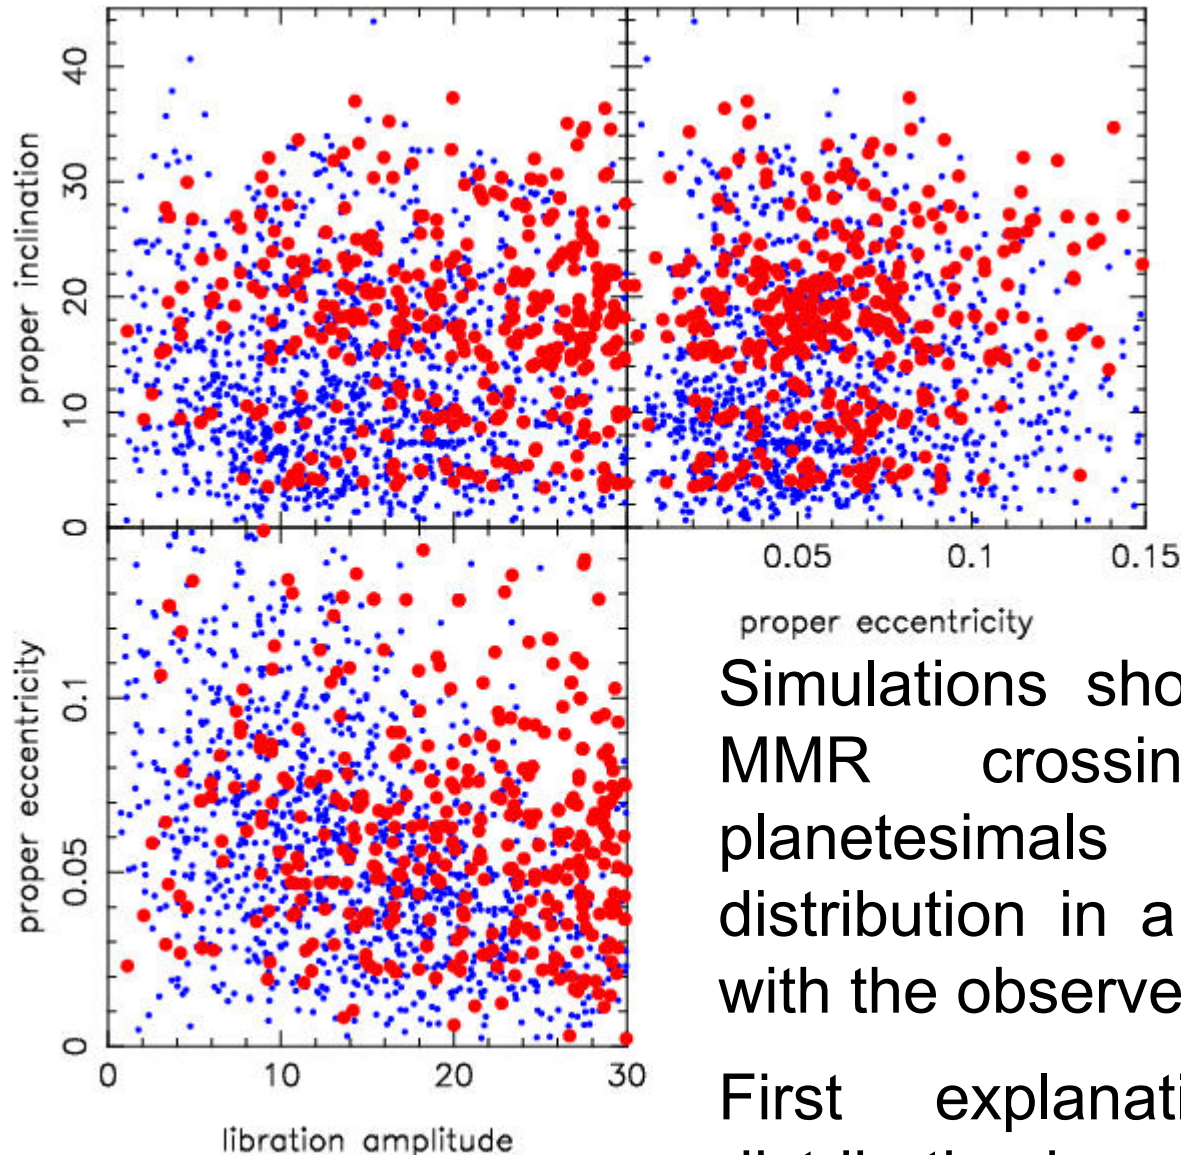 40
30
20
10
0
proper inclination
0.05 0.1 0.15
proper eccentricity
0.1
0.05
0
proper eccentricity
0 10 20 30
libration amplitude
Simulations sho
MMR crossin
planetesimals
distribution in a
with the observe
First explanati